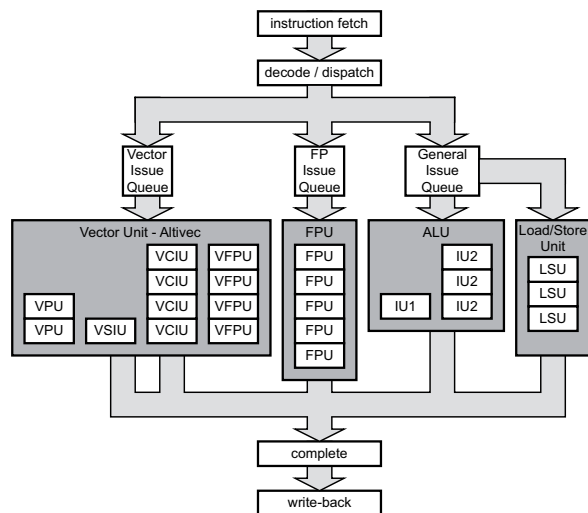 instruction fetch
decode / dispatch
Vector
Issue
Queue
FP
Issue
Queue
General
Issue
Queue
Vector Unit - Altivec
VPU
VPU
VSIU
VCIU
VCIU
VCIU
VCIU
VFPU
VFPU
VFPU
VFPU
FPU
FPU
FPU
FPU
FPU
FPU
ALU
IU1
IU2
IU2
IU2
Load/Store
Unit
LSU
LSU
LSU
complete
write-back